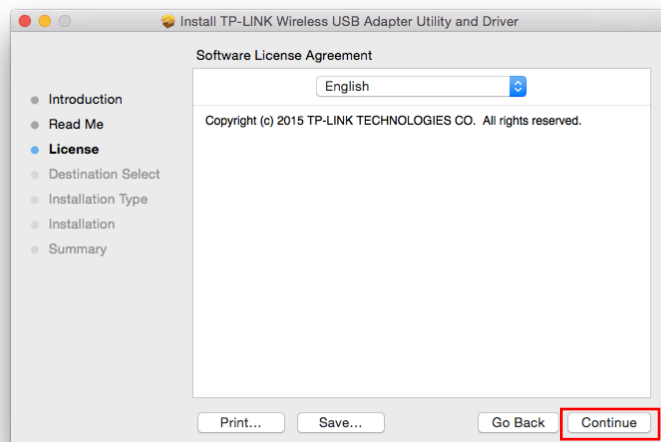 Install TP-LINK Wireless USB Adapter Utility and Driver
Software License Agreement
English
Introduction
Read Me
License
Destination Select
Installation Type
Installation
Summary
Copyright (c) 2015 TP-LINK TECHNOLOGIES CO.  All rights reserved.
Print...
Save...
Go Back
Continue